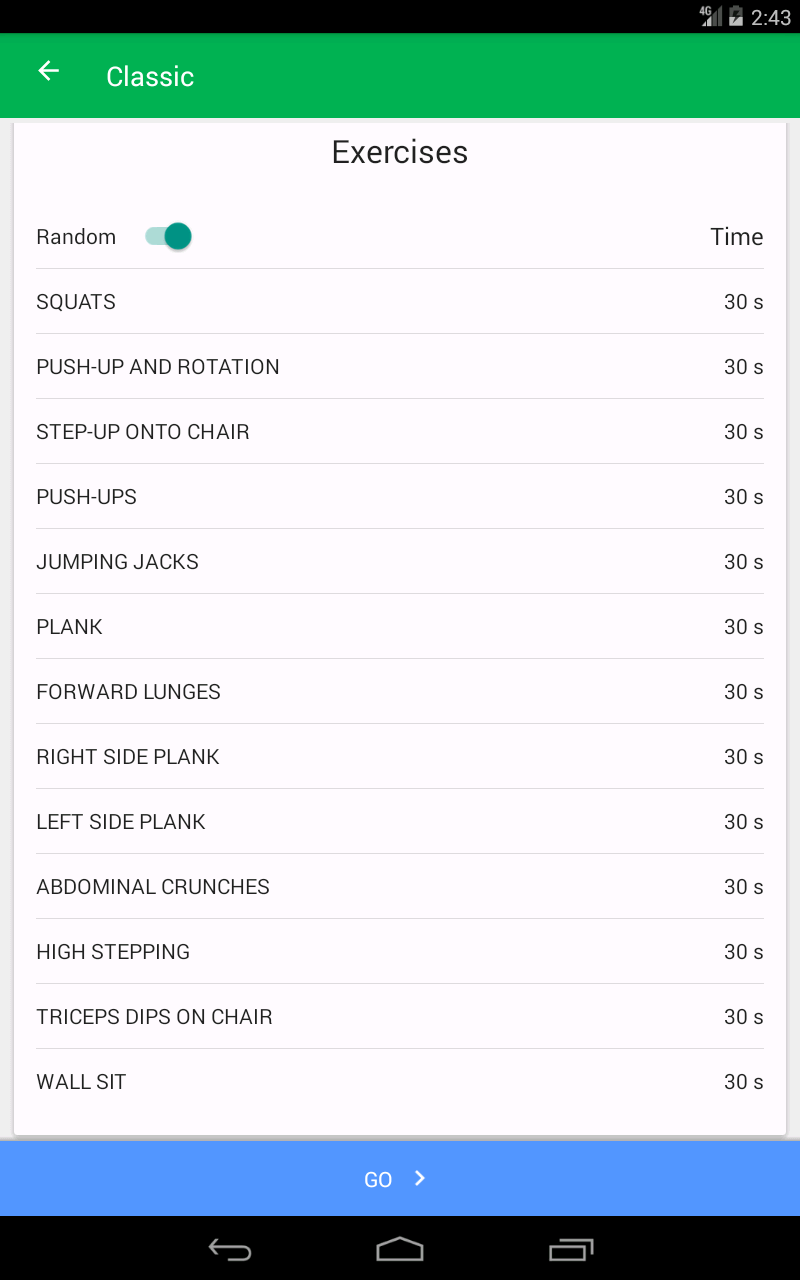 4G 2:43
Classic
Exercises
Random Time
SQUATS 30 s
PUSH-UP AND ROTATION 30 s
STEP-UP ONTO CHAIR 30 s
PUSH-UPS 30 s
JUMPING JACKS 30 s
PLANK 30 s
FORWARD LUNGES 30 s
RIGHT SIDE PLANK 30 s
LEFT SIDE PLANK 30 s
ABDOMINAL CRUNCHES 30 s
HIGH STEPPING 30 s
TRICEPS DIPS ON CHAIR 30 s
WALL SIT 30 s
GO